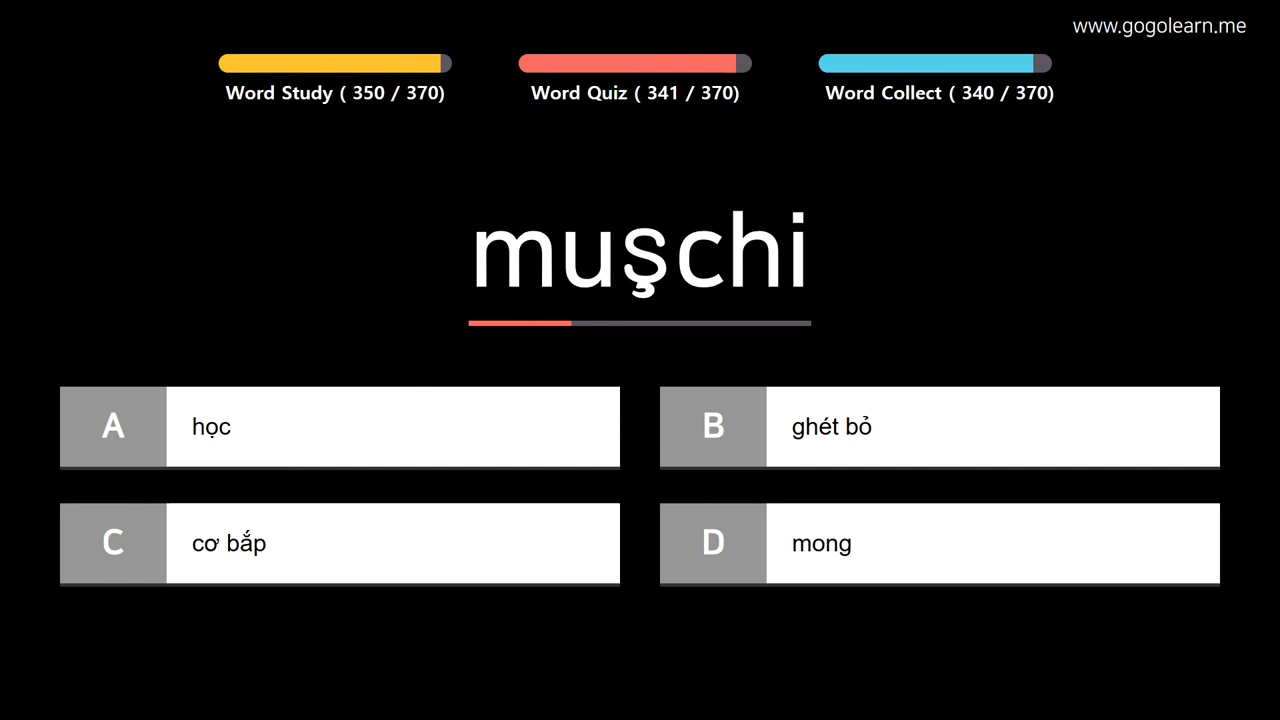 www.gogolearn.me
Word Study ( 350 / 370)
Word Quiz ( 341 / 370)
Word Collect ( 340 / 370)
muşchi
A học
B ghét bỏ
C cơ bắp
D mong